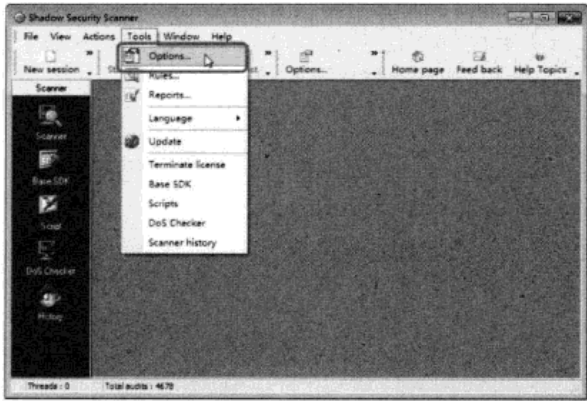 Shadow Security Scanner
File View Actions Tools Window Help
New session Options... Home page Feed back Help Topics
Options...
Rules...
Reports...
Language
Update
Terminate license
Base SDK
Scripts
DoS Checker
Scanner history
Scanner
Scanner
Base SDK
Script
DoS Checker
History
Threads : 0 Total audits : 4678